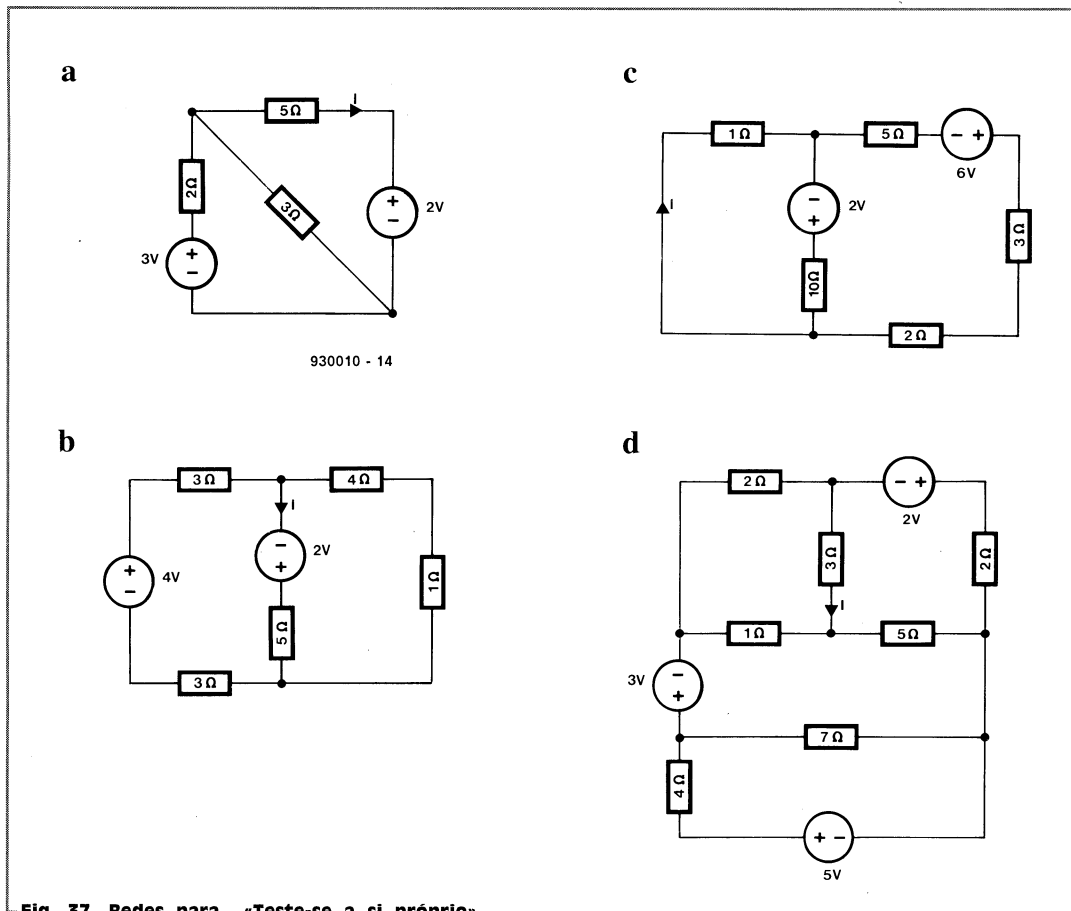 a
5Ω
I
2Ω
3Ω
3V
+
-
+
-
2V
930010 - 14
b
3Ω
4Ω
I
4V
+
-
-
+
2V
1Ω
5Ω
3Ω
c
1Ω
5Ω
- +
6V
I
-
+
2V
3Ω
10Ω
2Ω
d
2Ω
- +
2V
3Ω
2Ω
I
1Ω
5Ω
3V
-
+
7Ω
4Ω
+ -
5V
Fig. 37. Redes para «Teste-se a si próprio»